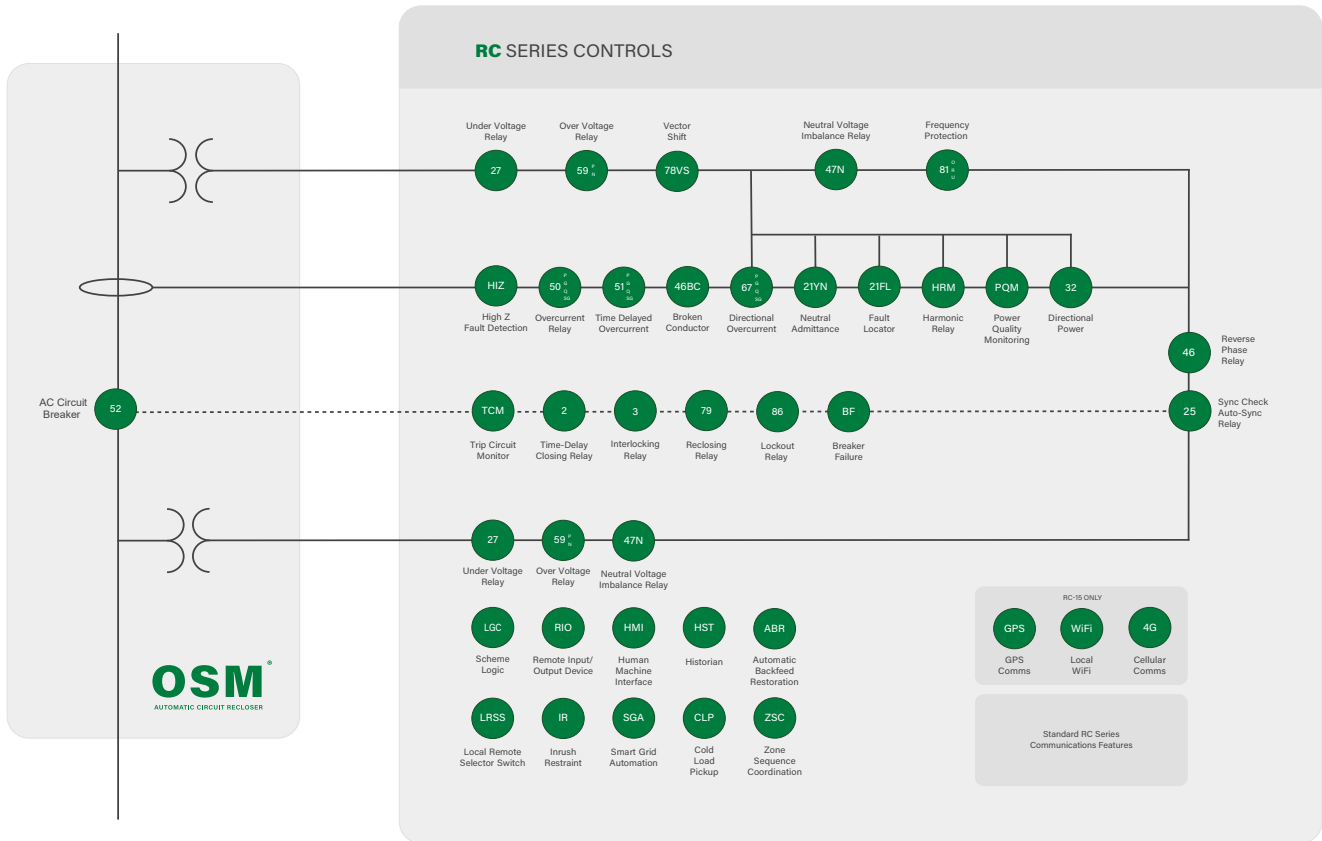 RC SERIES CONTROLS
Under Voltage
Relay
Over Voltage
Relay
Vector
Shift
Neutral Voltage
Imbalance Relay
Frequency
Protection
27
59 P N
78VS
47N
81 O R U
HIZ
50 P G Q SG
51 P G Q SG
46BC
67 P G Q SG
21YN
21FL
HRM
PQM
32
High Z
Fault Detection
Overcurrent
Relay
Time Delayed
Overcurrent
Broken
Conductor
Directional
Overcurrent
Neutral
Admittance
Fault
Locator
Harmonic
Relay
Power
Quality
Monitoring
Directional
Power
46
Reverse
Phase
Relay
AC Circuit
Breaker
52
TCM
2
3
79
86
BF
25
Sync Check
Auto-Sync
Relay
Trip Circuit
Monitor
Time-Delay
Closing Relay
Interlocking
Relay
Reclosing
Relay
Lockout
Relay
Breaker
Failure
27
59 P N
47N
Under Voltage
Relay
Over Voltage
Relay
Neutral Voltage
Imbalance Relay
LGC
RIO
HMI
HST
ABR
Scheme
Logic
Remote Input/
Output Device
Human
Machine
Interface
Historian
Automatic
Backfeed
Restoration
RC-15 ONLY
GPS
WiFi
4G
GPS
Comms
Local
WiFi
Cellular
Comms
OSM®
AUTOMATIC CIRCUIT RECLOSER
LRSS
IR
SGA
CLP
ZSC
Local Remote
Selector Switch
Inrush
Restraint
Smart Grid
Automation
Cold
Load
Pickup
Zone
Sequence
Coordination
Standard RC Series
Communications Features